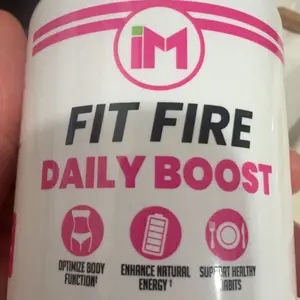 iM
FIT FIRE
DAILY BOOST
OPTIMIZE BODY
FUNCTION‡
ENHANCE NATURAL
ENERGY ‡
SUPPORT HEALTHY
HABITS